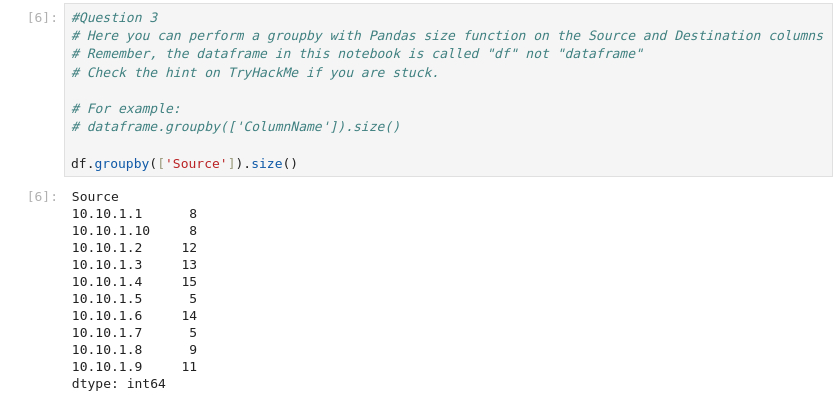 [6]: #Question 3
# Here you can perform a groupby with Pandas size function on the Source and Destination columns
# Remember, the dataframe in this notebook is called "df" not "dataframe"
# Check the hint on TryHackMe if you are stuck.
# For example:
# dataframe.groupby(['ColumnName']).size()
df.groupby(['Source']).size()
[6]: Source
10.10.1.1      8
10.10.1.10     8
10.10.1.2     12
10.10.1.3     13
10.10.1.4     15
10.10.1.5      5
10.10.1.6     14
10.10.1.7      5
10.10.1.8      9
10.10.1.9     11
dtype: int64